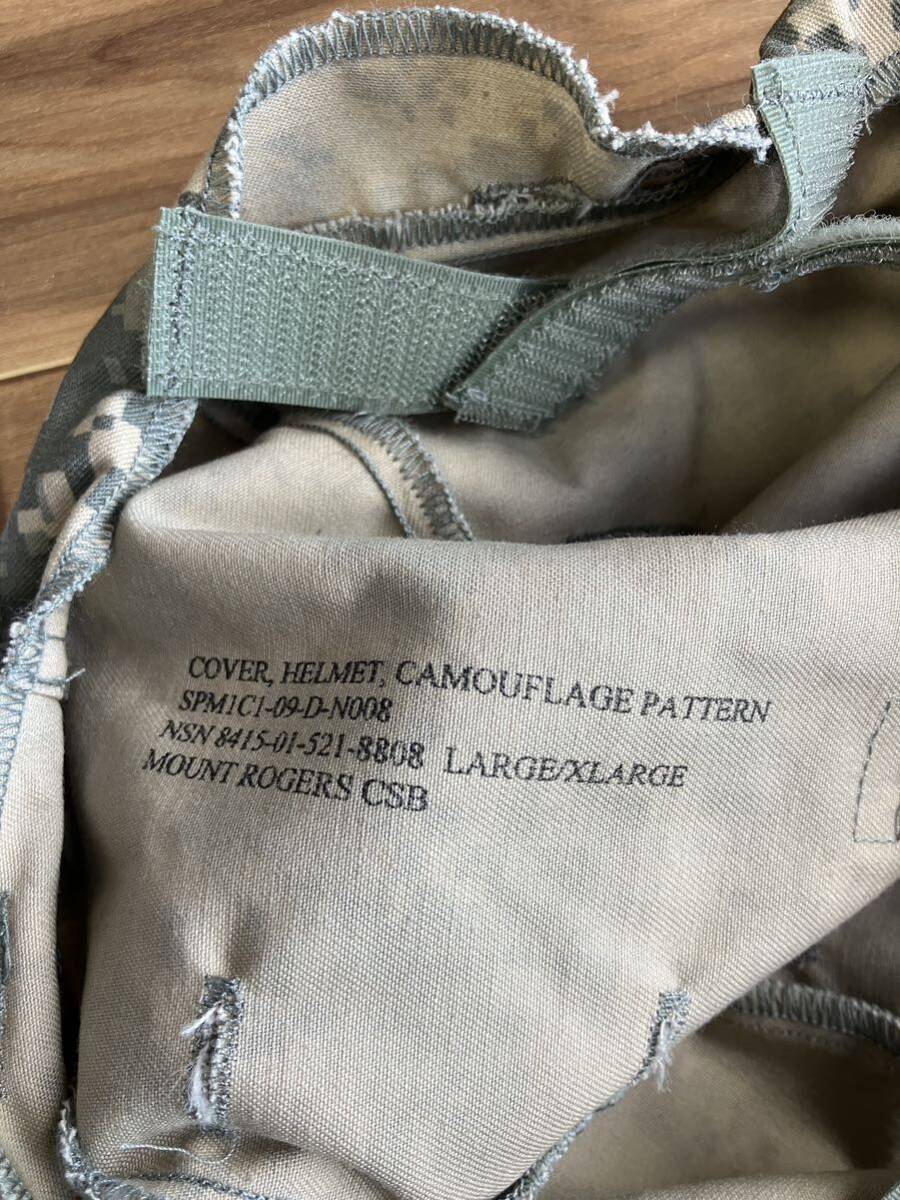 COVER, HELMET, CAMOUFLAGE PATTERN
SPM1C1-09-D-N008
NSN 8415-01-521-8808 LARGE/XLARGE
MOUNT ROGERS CSB